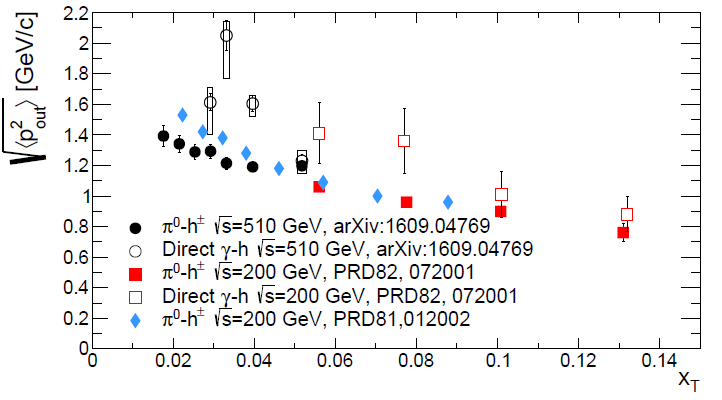 √⟨p²out⟩ [GeV/c]
2.2
2
1.8
1.6
1.4
1.2
1
0.8
0.6
0.4
0.2
0
π⁰-h± √s=510 GeV, arXiv:1609.04769
Direct γ-h √s=510 GeV, arXiv:1609.04769
π⁰-h± √s=200 GeV, PRD82, 072001
Direct γ-h √s=200 GeV, PRD82, 072001
π⁰-h± √s=200 GeV, PRD81,012002
0 0.02 0.04 0.06 0.08 0.1 0.12 0.14
xT